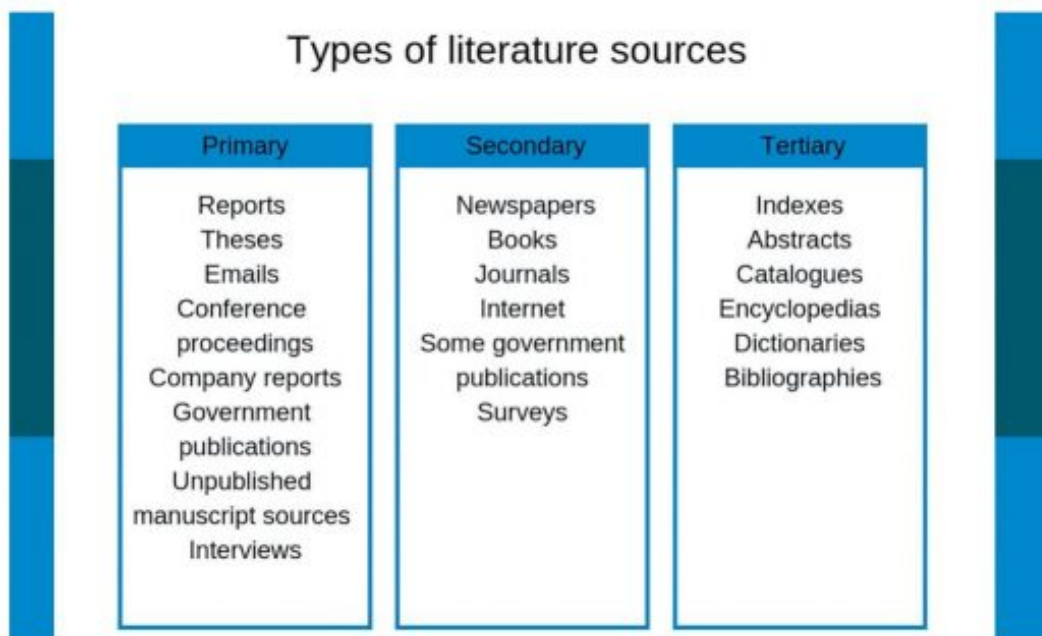 Types of literature sources
Primary
Reports
Theses
Emails
Conference
proceedings
Company reports
Government
publications
Unpublished
manuscript sources
Interviews
Secondary
Newspapers
Books
Journals
Internet
Some government
publications
Surveys
Tertiary
Indexes
Abstracts
Catalogues
Encyclopedias
Dictionaries
Bibliographies